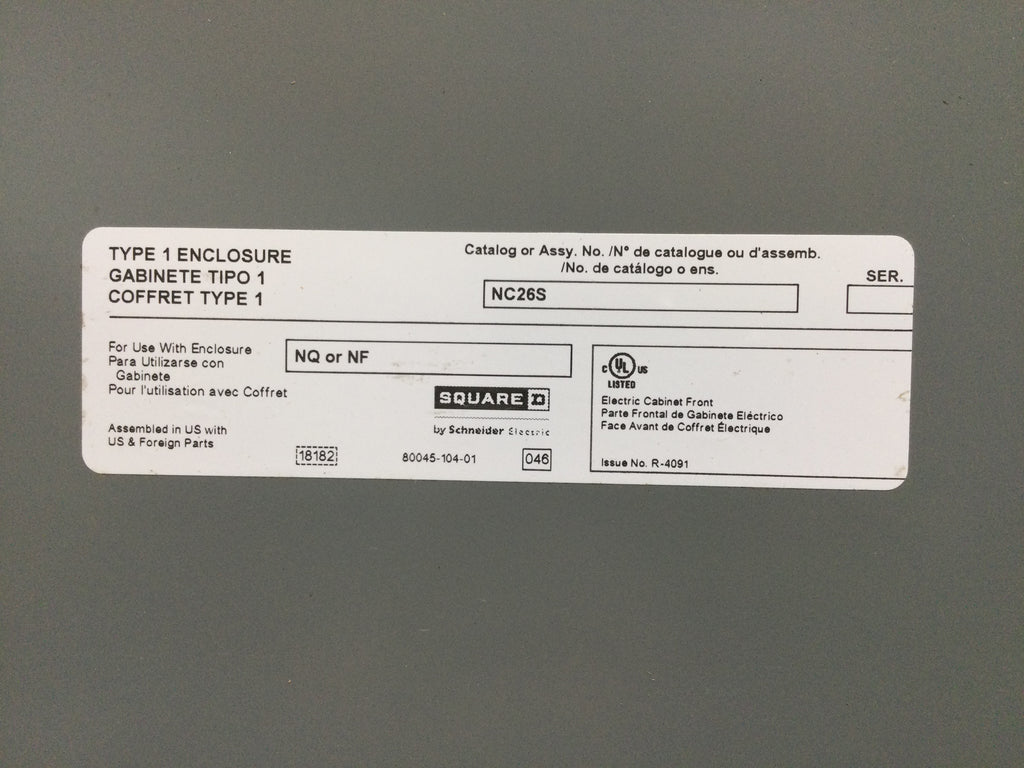 TYPE 1 ENCLOSURE
GABINETE TIPO 1
COFFRET TYPE 1
Catalog or Assy. No. /N° de catalogue ou d'assemb.
/No. de catálogo o ens.
NC26S
SER.
For Use With Enclosure
Para Utilizarse con
Gabinete
Pour l'utilisation avec Coffret
NQ or NF
Assembled in US with
US & Foreign Parts
SQUARE D
by Schneider Electric
18182
80045-104-01
046
C UL US
LISTED
Electric Cabinet Front
Parte Frontal de Gabinete Eléctrico
Face Avant de Coffret Électrique
Issue No. R-4091